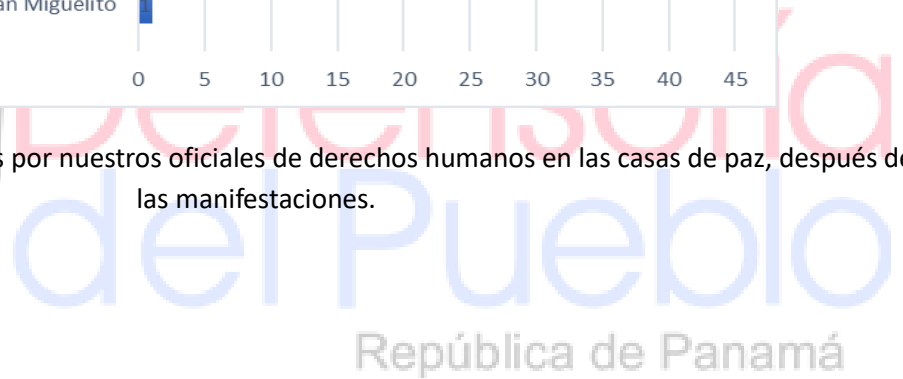 an Miguelito 1
0 5 10 15 20 25 30 35 40 45
s por nuestros oficiales de derechos humanos en las casas de paz, después de
las manifestaciones.
Defensoría
del Pueblo
República de Panamá